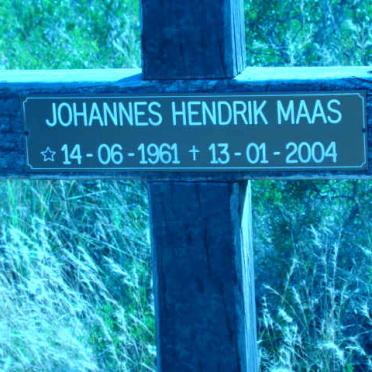 JOHANNES HENDRIK MAAS
☆ 14-06-1961 † 13-01-2004